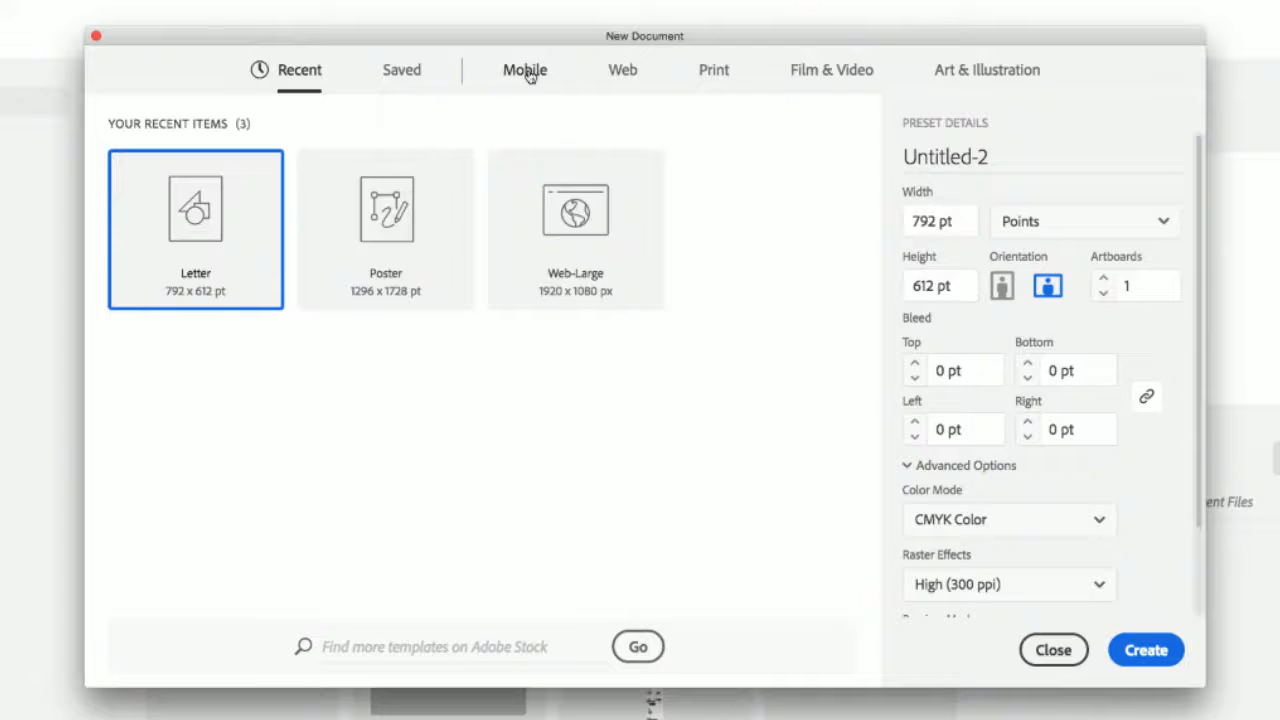 New Document
Recent Saved Mobile Web Print Film & Video Art & Illustration
YOUR RECENT ITEMS (3)
Letter
792 x 612 pt
Poster
1296 x 1728 pt
Web-Large
1920 x 1080 px
Find more templates on Adobe Stock
Go
PRESET DETAILS
Untitled-2
Width
792 pt Points
Height Orientation Artboards
612 pt 1
Bleed
Top Bottom
0 pt 0 pt
Left Right
0 pt 0 pt
Advanced Options
Color Mode
CMYK Color
Raster Effects
High (300 ppi)
Close Create
Files